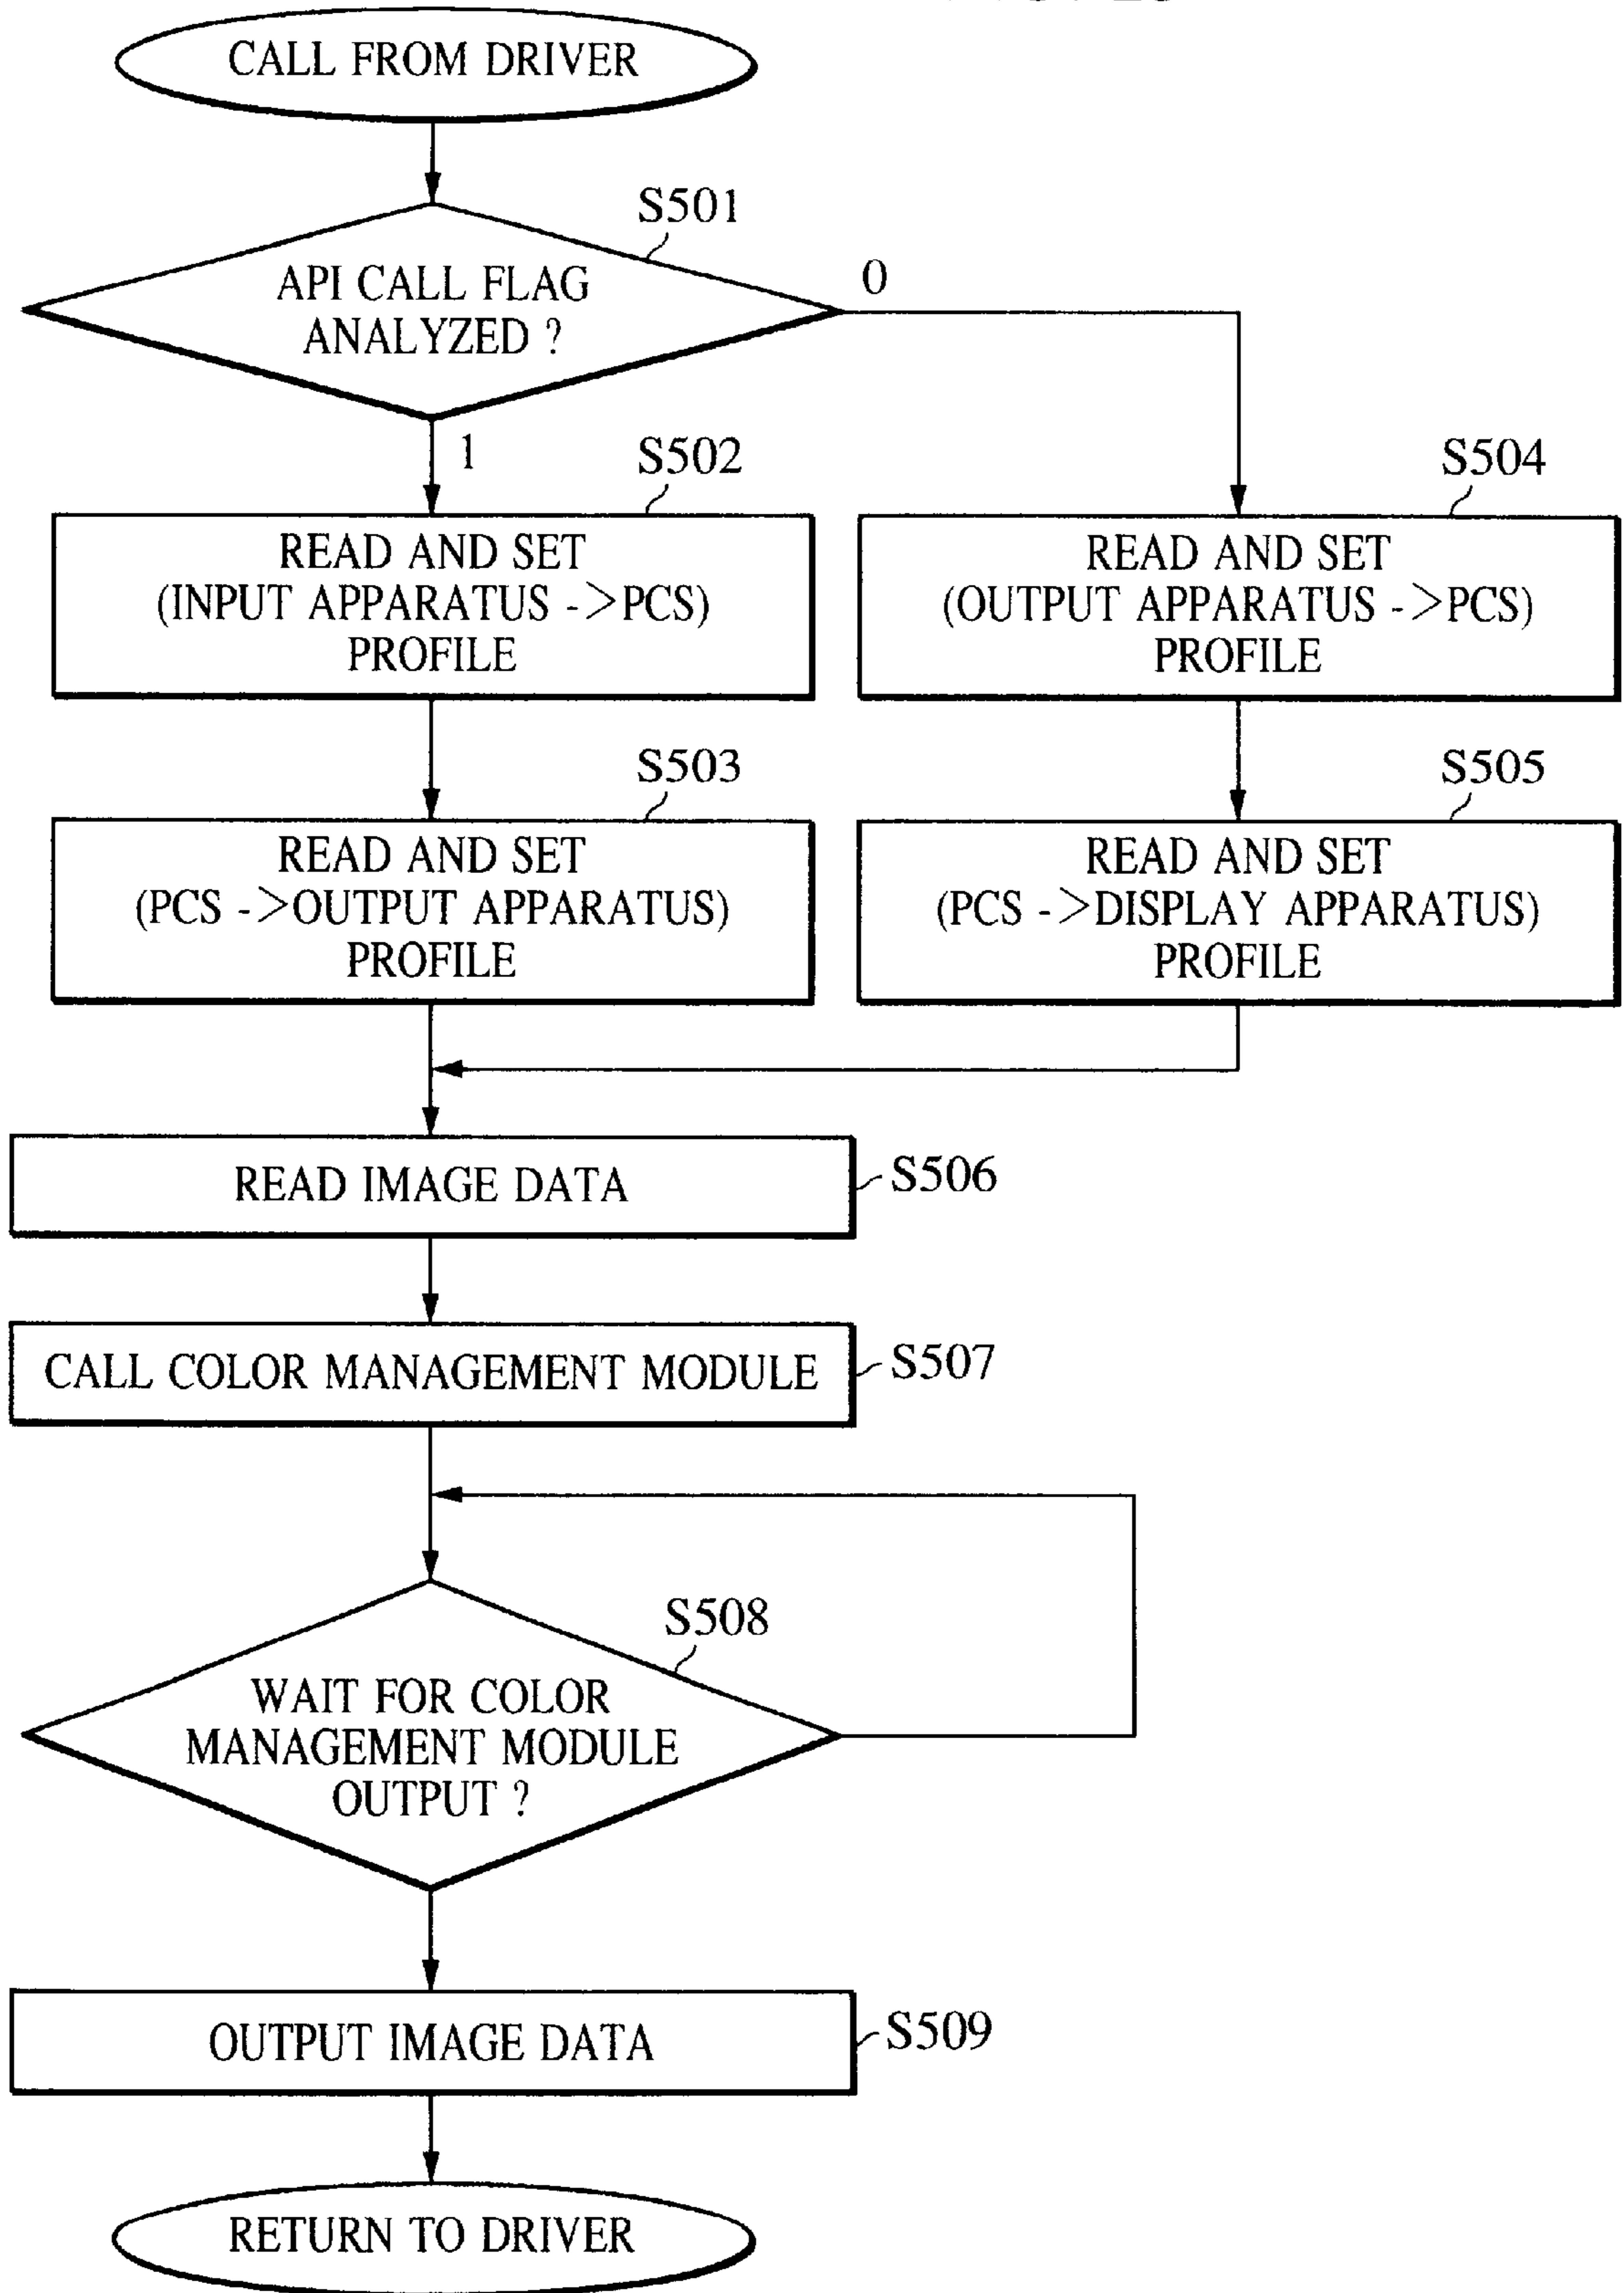 CALL FROM DRIVER
S501
API CALL FLAG
ANALYZED ?
0
1
S502
READ AND SET
(INPUT APPARATUS ->PCS)
PROFILE
S504
READ AND SET
(OUTPUT APPARATUS ->PCS)
PROFILE
S503
READ AND SET
(PCS ->OUTPUT APPARATUS)
PROFILE
S505
READ AND SET
(PCS ->DISPLAY APPARATUS)
PROFILE
READ IMAGE DATA
S506
CALL COLOR MANAGEMENT MODULE
S507
S508
WAIT FOR COLOR
MANAGEMENT MODULE
OUTPUT ?
OUTPUT IMAGE DATA
S509
RETURN TO DRIVER